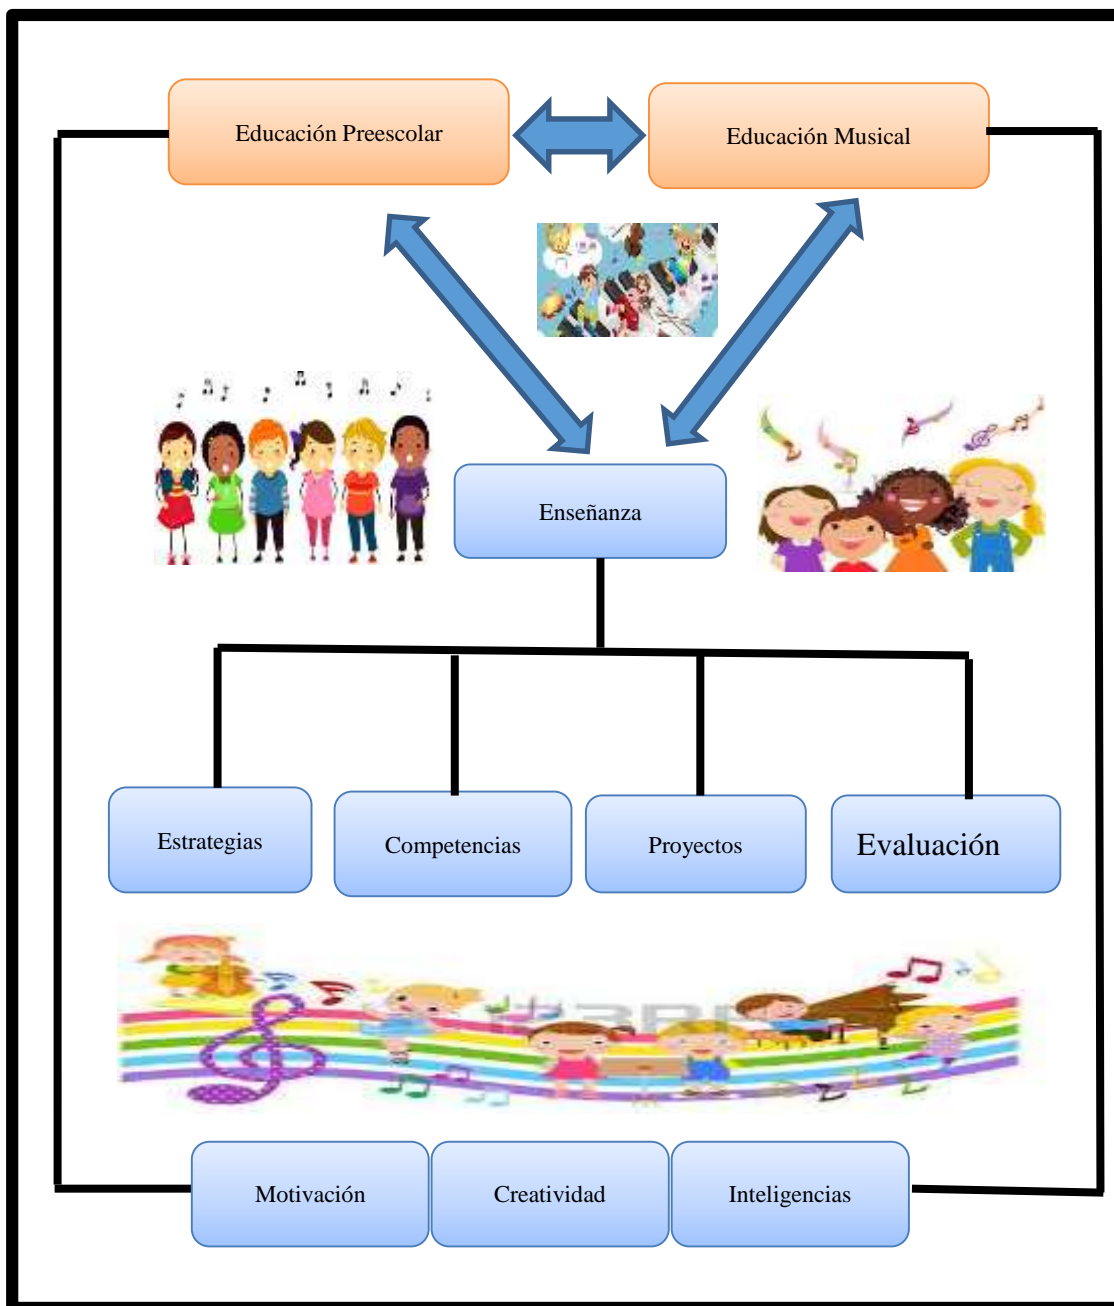 Educación Preescolar
Educación Musical
Enseñanza
Estrategias
Competencias
Proyectos
Evaluación
Motivación
Creatividad
Inteligencias